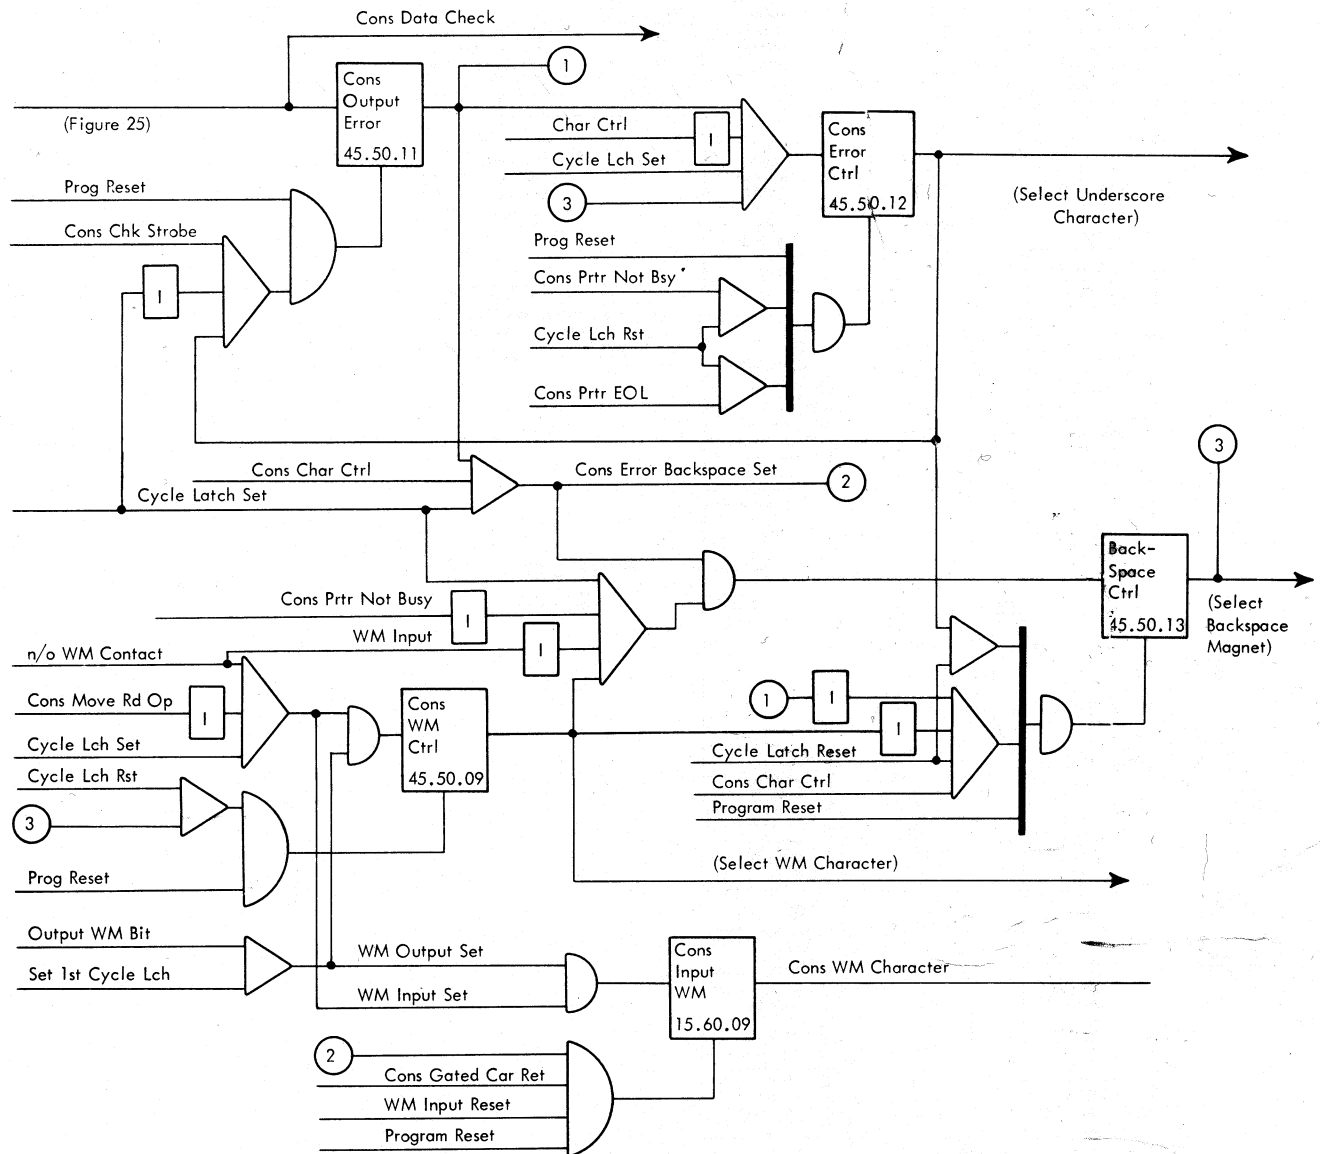 Cons Data Check
1
Cons
Output
Error
45.50.11
(Figure 25)
Char Ctrl
I
Cycle Lch Set
3
Cons
Error
Ctrl
45.50.12
(Select Underscore
Character)
Prog Reset
Cons Chk Strobe
I
Prog Reset
Cons Prtr Not Bsy
Cycle Lch Rst
Cons Prtr EOL
3
Cons Char Ctrl
Cons Error Backspace Set
2
Cycle Latch Set
Back-
Space
Ctrl
45.50.13
(Select
Backspace
Magnet)
Cons Prtr Not Busy
I
WM Input
I
n/o WM Contact
Cons Move Rd Op
I
Cycle Lch Set
Cons
WM
Ctrl
45.50.09
1
I
I
Cycle Latch Reset
Cons Char Ctrl
Program Reset
Cycle Lch Rst
3
Prog Reset
(Select WM Character)
Output WM Bit
Set 1st Cycle Lch
WM Output Set
WM Input Set
Cons
Input
WM
15.60.09
Cons WM Character
2
Cons Gated Car Ret
WM Input Reset
Program Reset